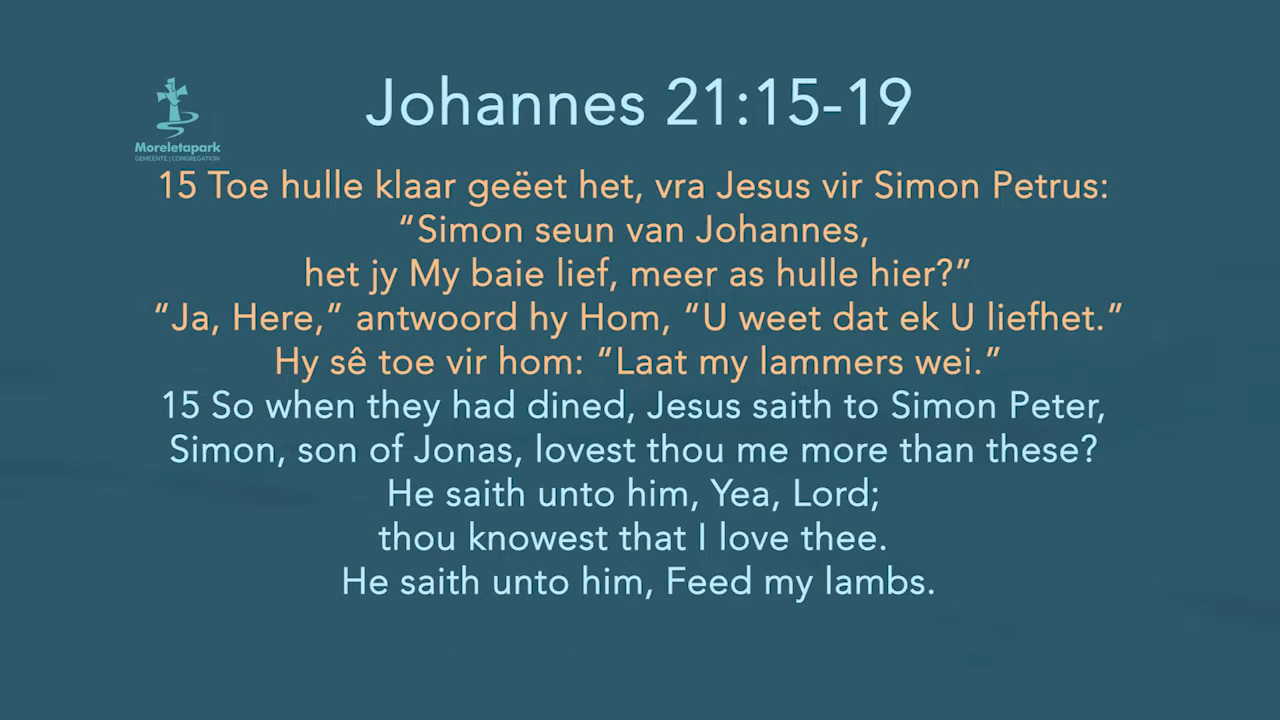 Johannes 21:15-19
Moreletapark
GEMEENTE | CONGREGATION
15 Toe hulle klaar geëet het, vra Jesus vir Simon Petrus:
“Simon seun van Johannes,
het jy My baie lief, meer as hulle hier?”
“Ja, Here,” antwoord hy Hom, “U weet dat ek U liefhet.”
Hy sê toe vir hom: “Laat my lammers wei.”
15 So when they had dined, Jesus saith to Simon Peter,
Simon, son of Jonas, lovest thou me more than these?
He saith unto him, Yea, Lord;
thou knowest that I love thee.
He saith unto him, Feed my lambs.